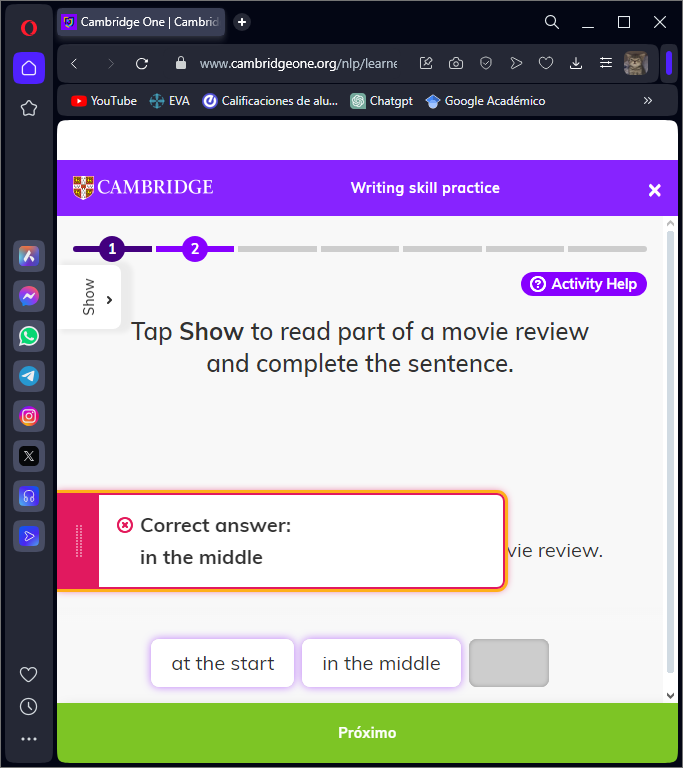 Cambridge One | Cambrid
www.cambridgeone.org/nlp/learne
YouTube
EVA
Calificaciones de alu...
Chatgpt
Google Académico
CAMBRIDGE
Writing skill practice
1
2
Show
Activity Help
Tap Show to read part of a movie review
and complete the sentence.
Correct answer:
in the middle
vie review.
at the start
in the middle
Próximo